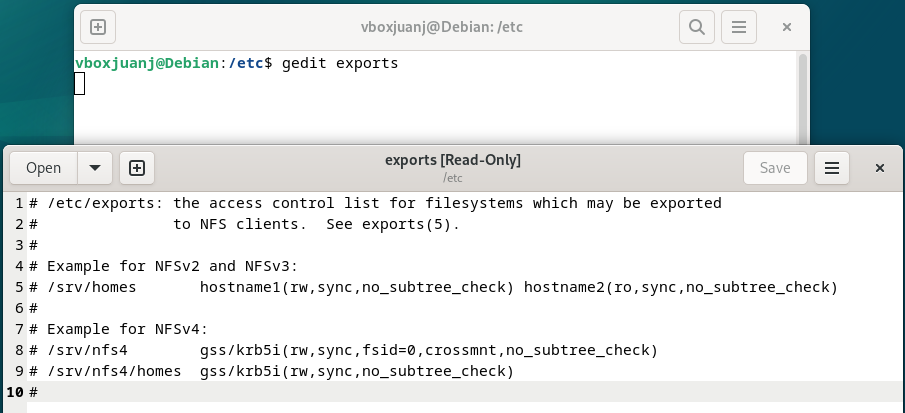 vboxjuanj@Debian: /etc
vboxjuanj@Debian:/etc$ gedit exports
Open
exports [Read-Only]
/etc
Save
1 # /etc/exports: the access control list for filesystems which may be exported
2 #               to NFS clients.  See exports(5).
3 #
4 # Example for NFSv2 and NFSv3:
5 # /srv/homes       hostname1(rw,sync,no_subtree_check) hostname2(ro,sync,no_subtree_check)
6 #
7 # Example for NFSv4:
8 # /srv/nfs4        gss/krb5i(rw,sync,fsid=0,crossmnt,no_subtree_check)
9 # /srv/nfs4/homes  gss/krb5i(rw,sync,no_subtree_check)
10 #